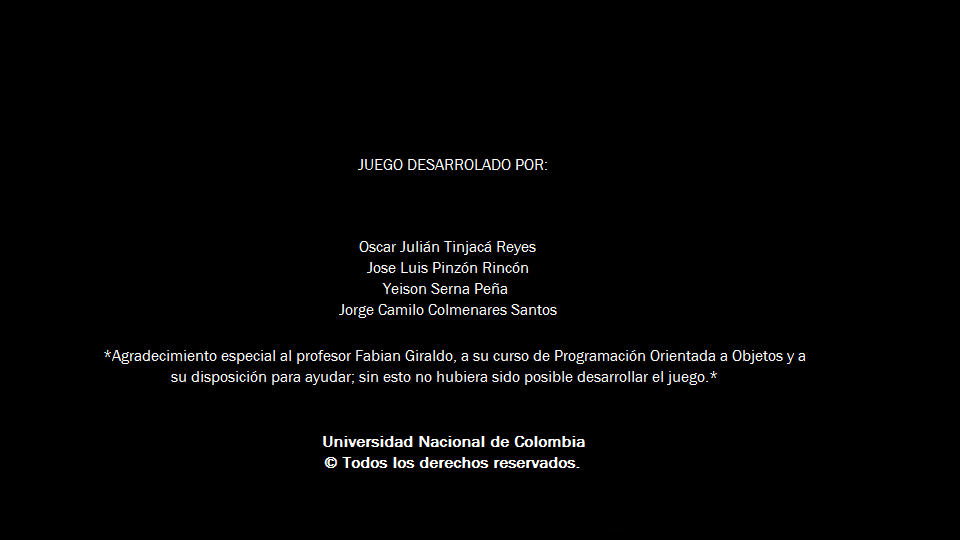 JUEGO DESARROLADO POR:
Oscar Julián Tinjacá Reyes
Jose Luis Pinzón Rincón
Yeison Serna Peña
Jorge Camilo Colmenares Santos
*Agradecimiento especial al profesor Fabian Giraldo, a su curso de Programación Orientada a Objetos y a
su disposición para ayudar; sin esto no hubiera sido posible desarrollar el juego.*
Universidad Nacional de Colombia
© Todos los derechos reservados.